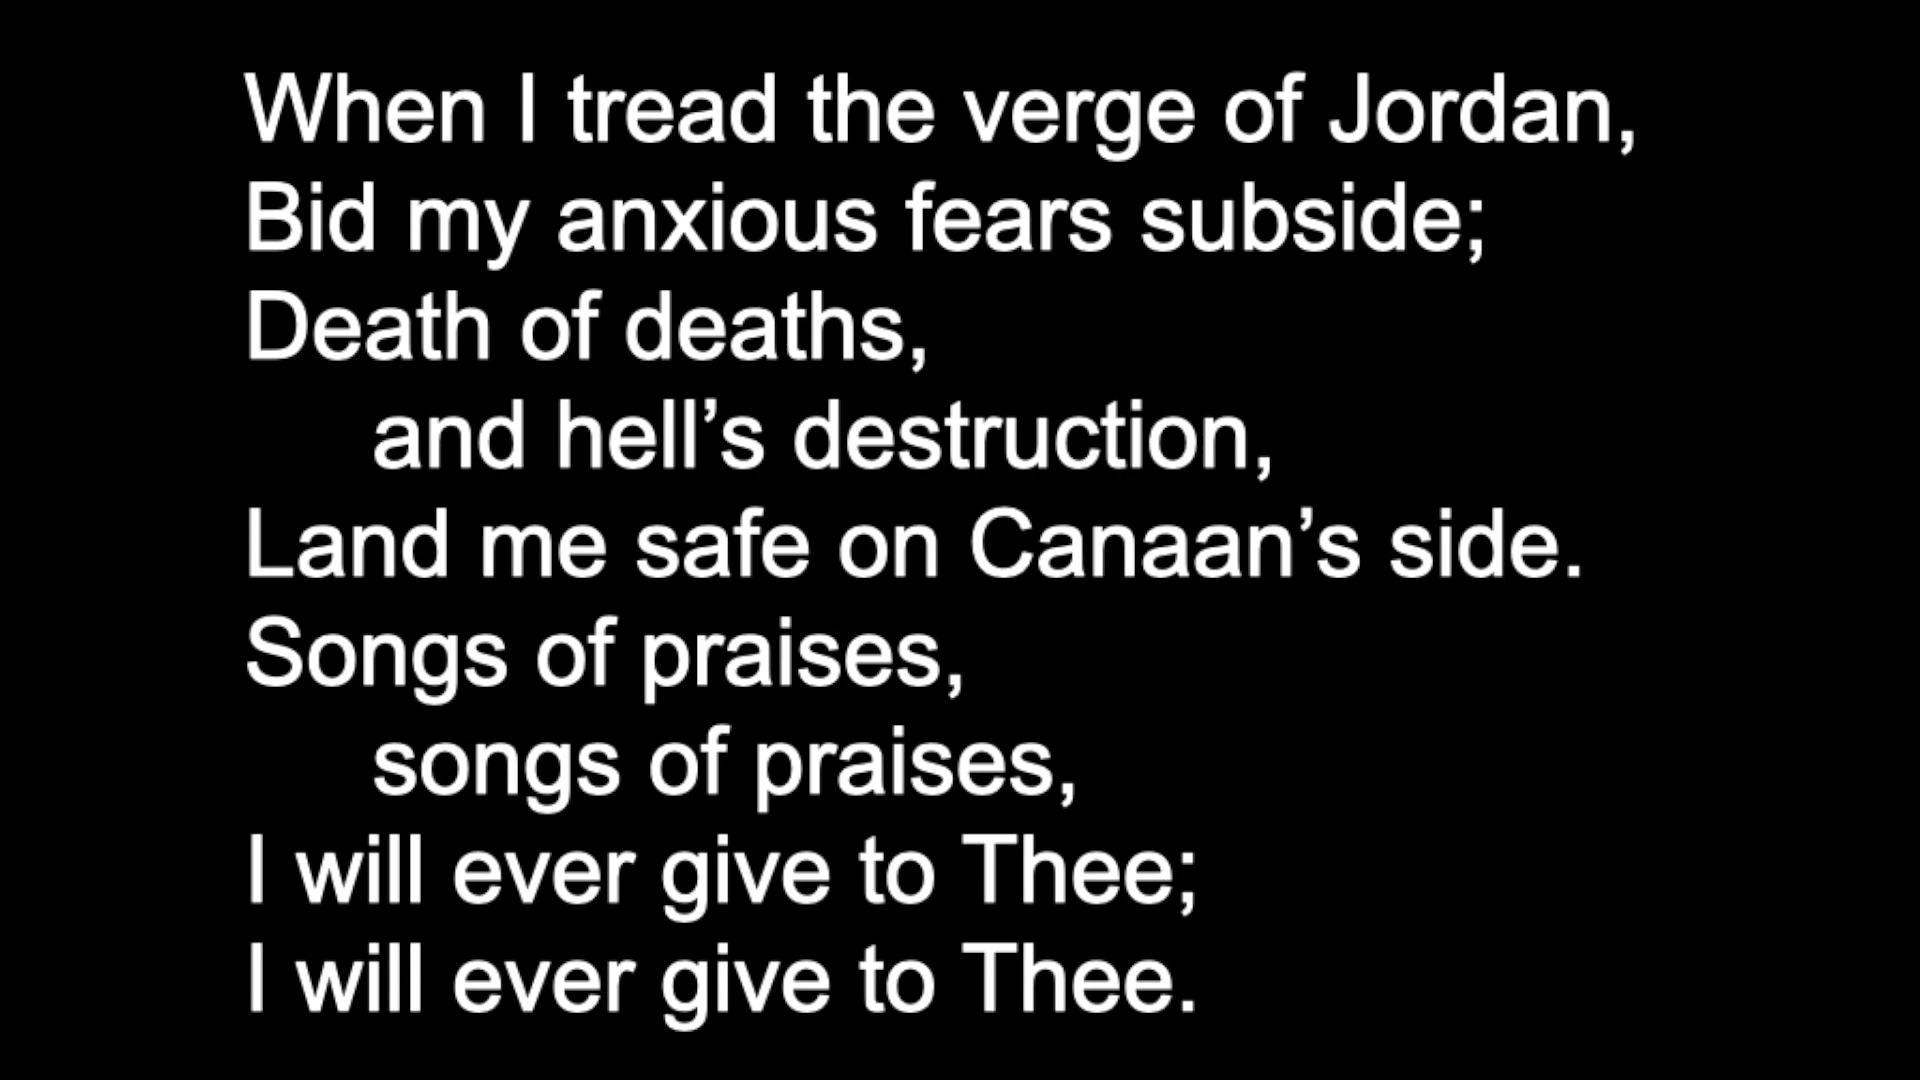 When I tread the verge of Jordan,
Bid my anxious fears subside;
Death of deaths,
and hell’s destruction,
Land me safe on Canaan’s side.
Songs of praises,
songs of praises,
I will ever give to Thee;
I will ever give to Thee.